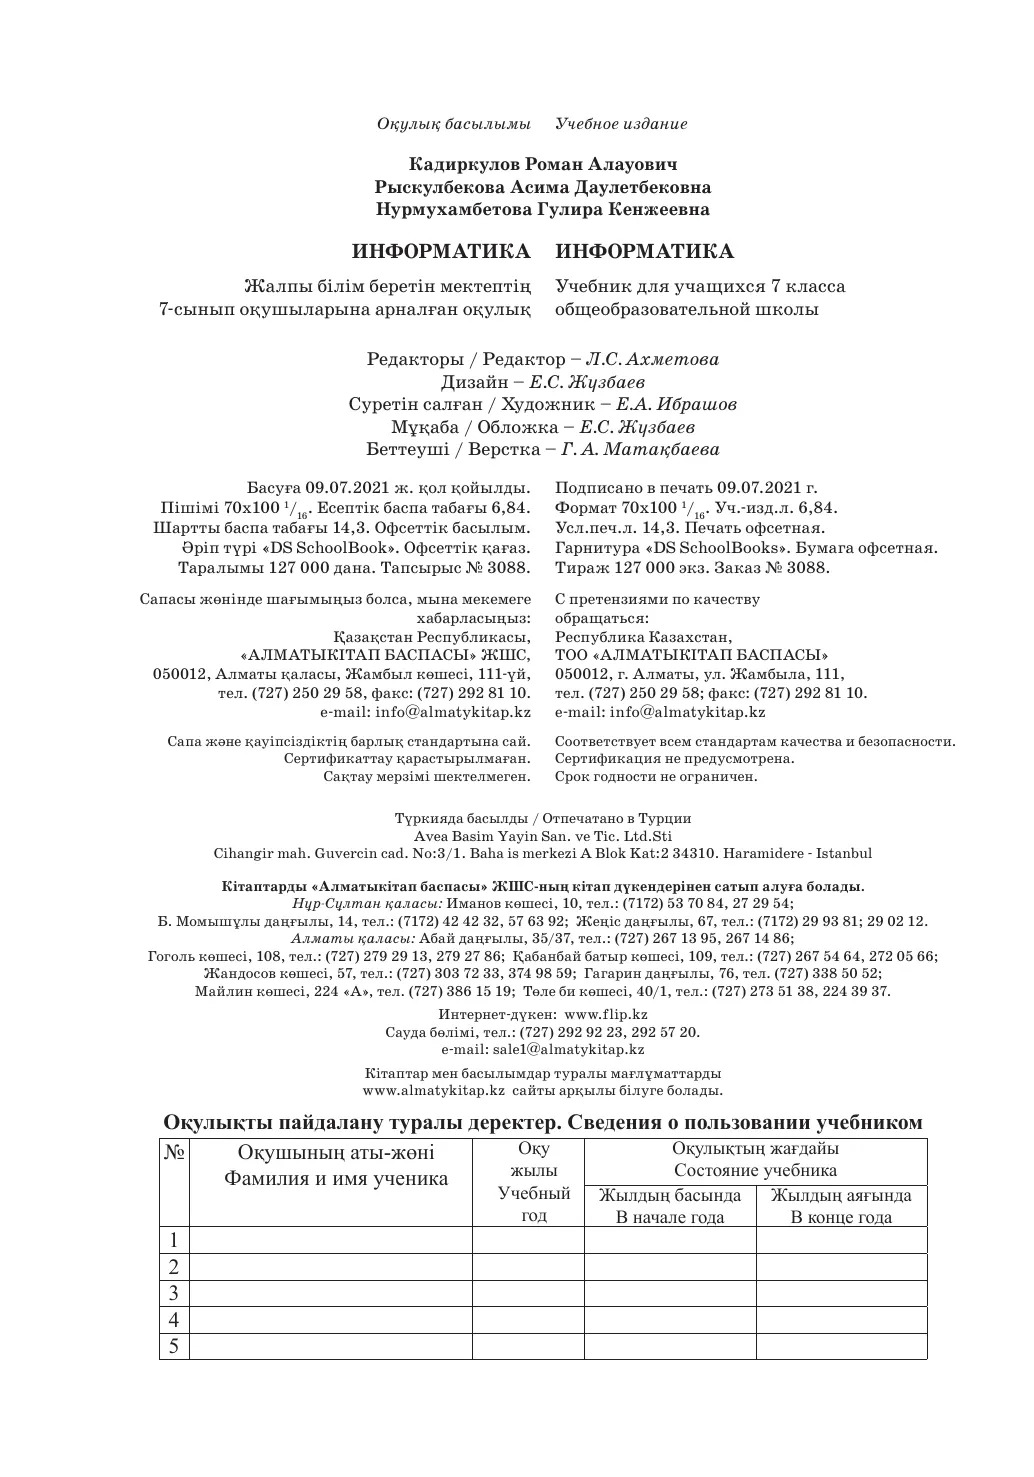 Оқулық басылымы
Учебное издание
Кадиркулов Роман Алауович
Рыскулбекова Асима Даулетбековна
Нурмухамбетова Гулира Кенжеевна
ИНФОРМАТИКА
Жалпы білім беретін мектептің
7-сынып оқушыларына арналған оқулық
ИНФОРМАТИКА
Учебник для учащихся 7 класса
общеобразовательной школы
Редакторы / Редактор – Л.С. Ахметова
Дизайн – Е.С. Жүзбаев
Суретін салған / Художник – Е.А. Ибрашов
Мұқаба / Обложка – Е.С. Жүзбаев
Беттеуші / Верстка – Г. А. Матақбаева
Басуға 09.07.2021 ж. қол қойылды.
Пішімі 70х100 1/16. Есептік баспа табағы 6,84.
Шартты баспа табағы 14,3. Офсеттік басылым.
Әріп түрі «DS SchoolBook». Офсеттік қағаз.
Таралымы 127 000 дана. Тапсырыс № 3088.
Подписано в печать 09.07.2021 г.
Формат 70х100 1/16. Уч.-изд.л. 6,84.
Усл.печ.л. 14,3. Печать офсетная.
Гарнитура «DS SchoolBooks». Бумага офсетная.
Тираж 127 000 экз. Заказ № 3088.
Сапасы жөнінде шағымыңыз болса, мына мекемеге
хабарласыңыз:
Қазақстан Республикасы,
«АЛМАТЫКІТАП БАСПАСЫ» ЖШС,
050012, Алматы қаласы, Жамбыл көшесі, 111-үй,
тел. (727) 250 29 58, факс: (727) 292 81 10.
e-mail: info@almatykitap.kz
С претензиями по качеству
обращаться:
Республика Казахстан,
ТОО «АЛМАТЫКІТАП БАСПАСЫ»
050012, г. Алматы, ул. Жамбыла, 111,
тел. (727) 250 29 58; факс: (727) 292 81 10.
e-mail: info@almatykitap.kz
Сапа және қауіпсіздіктің барлық стандартына сай.
Сертификаттау қарастырылмаған.
Сақтау мерзімі шектелмеген.
Соответствует всем стандартам качества и безопасности.
Сертификация не предусмотрена.
Срок годности не ограничен.
Түркияда басылды / Отпечатано в Турции
Avea Basim Yayin San. ve Tic. Ltd.Sti
Cihangir mah. Guvercin cad. No:3/1. Baha is merkezi A Blok Kat:2 34310. Haramidere - Istanbul
Кітаптарды «Алматыкітап баспасы» ЖШС-ның кітап дүкендерінен сатып алуға болады.
Нұр-Сұлтан қаласы: Иманов көшесі, 10, тел.: (7172) 53 70 84, 27 29 54;
Б. Момышұлы даңғылы, 14, тел.: (7172) 42 42 32, 57 63 92; Жеңіс даңғылы, 67, тел.: (7172) 29 93 81; 29 02 12.
Алматы қаласы: Абай даңғылы, 35/37, тел.: (727) 267 13 95, 267 14 86;
Гоголь көшесі, 108, тел.: (727) 279 29 13, 279 27 86; Қабанбай батыр көшесі, 109, тел.: (727) 267 54 64, 272 05 66;
Жандосов көшесі, 57, тел.: (727) 303 72 33, 374 98 59; Гагарин даңғылы, 76, тел. (727) 338 50 52;
Майлин көшесі, 224 «А», тел. (727) 386 15 19; Төле би көшесі, 40/1, тел.: (727) 273 51 38, 224 39 37.
Интернет-дүкен: www.flip.kz
Сауда бөлімі, тел.: (727) 292 92 23, 292 57 20.
e-mail: sale1@almatykitap.kz
Кітаптар мен басылымдар туралы мағлұматтарды
www.almatykitap.kz сайты арқылы білуге болады.
Оқулықты пайдалану туралы деректер. Сведения о пользовании учебником
№
Оқушының аты-жөні
Фамилия и имя ученика
Оқу
жылы
Учебный
год
Оқулықтың жағдайы
Состояние учебника
Жылдың басында
В начале года
Жылдың аяғында
В конце года
1
2
3
4
5